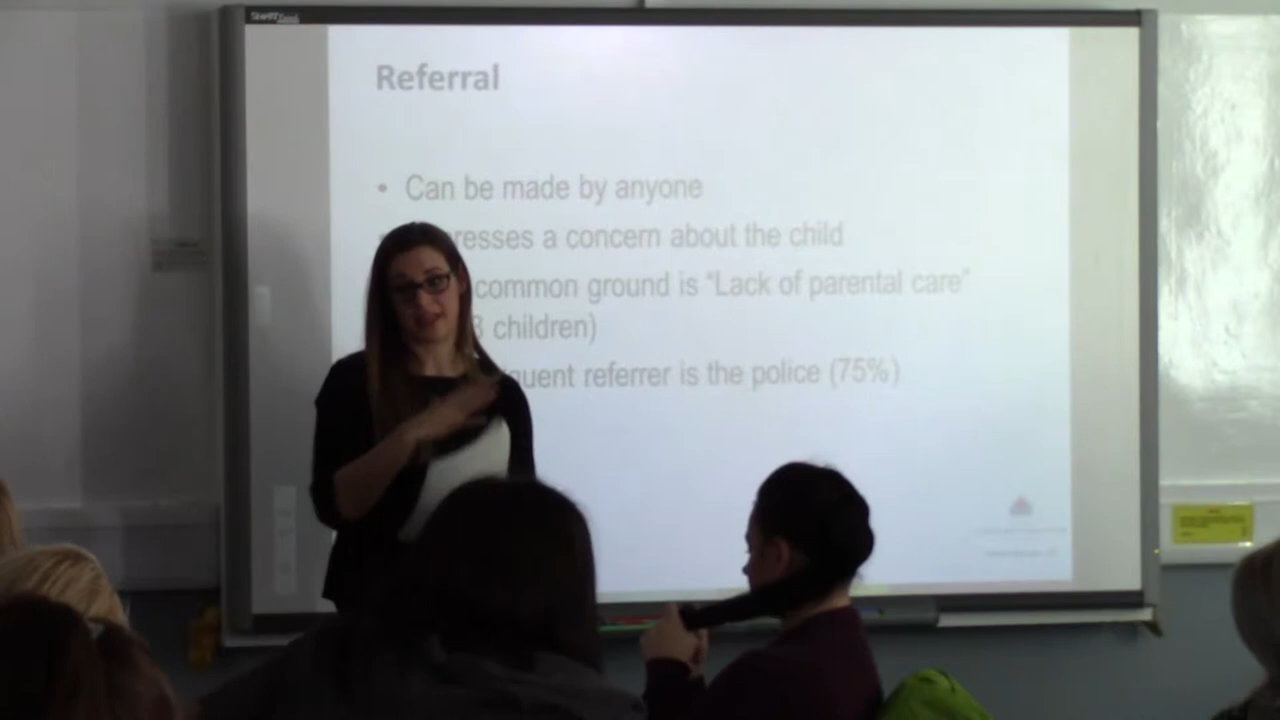 Referral
• Can be made by anyone
resses a concern about the child
common ground is “Lack of parental care”
children)
quent referrer is the police (75%)